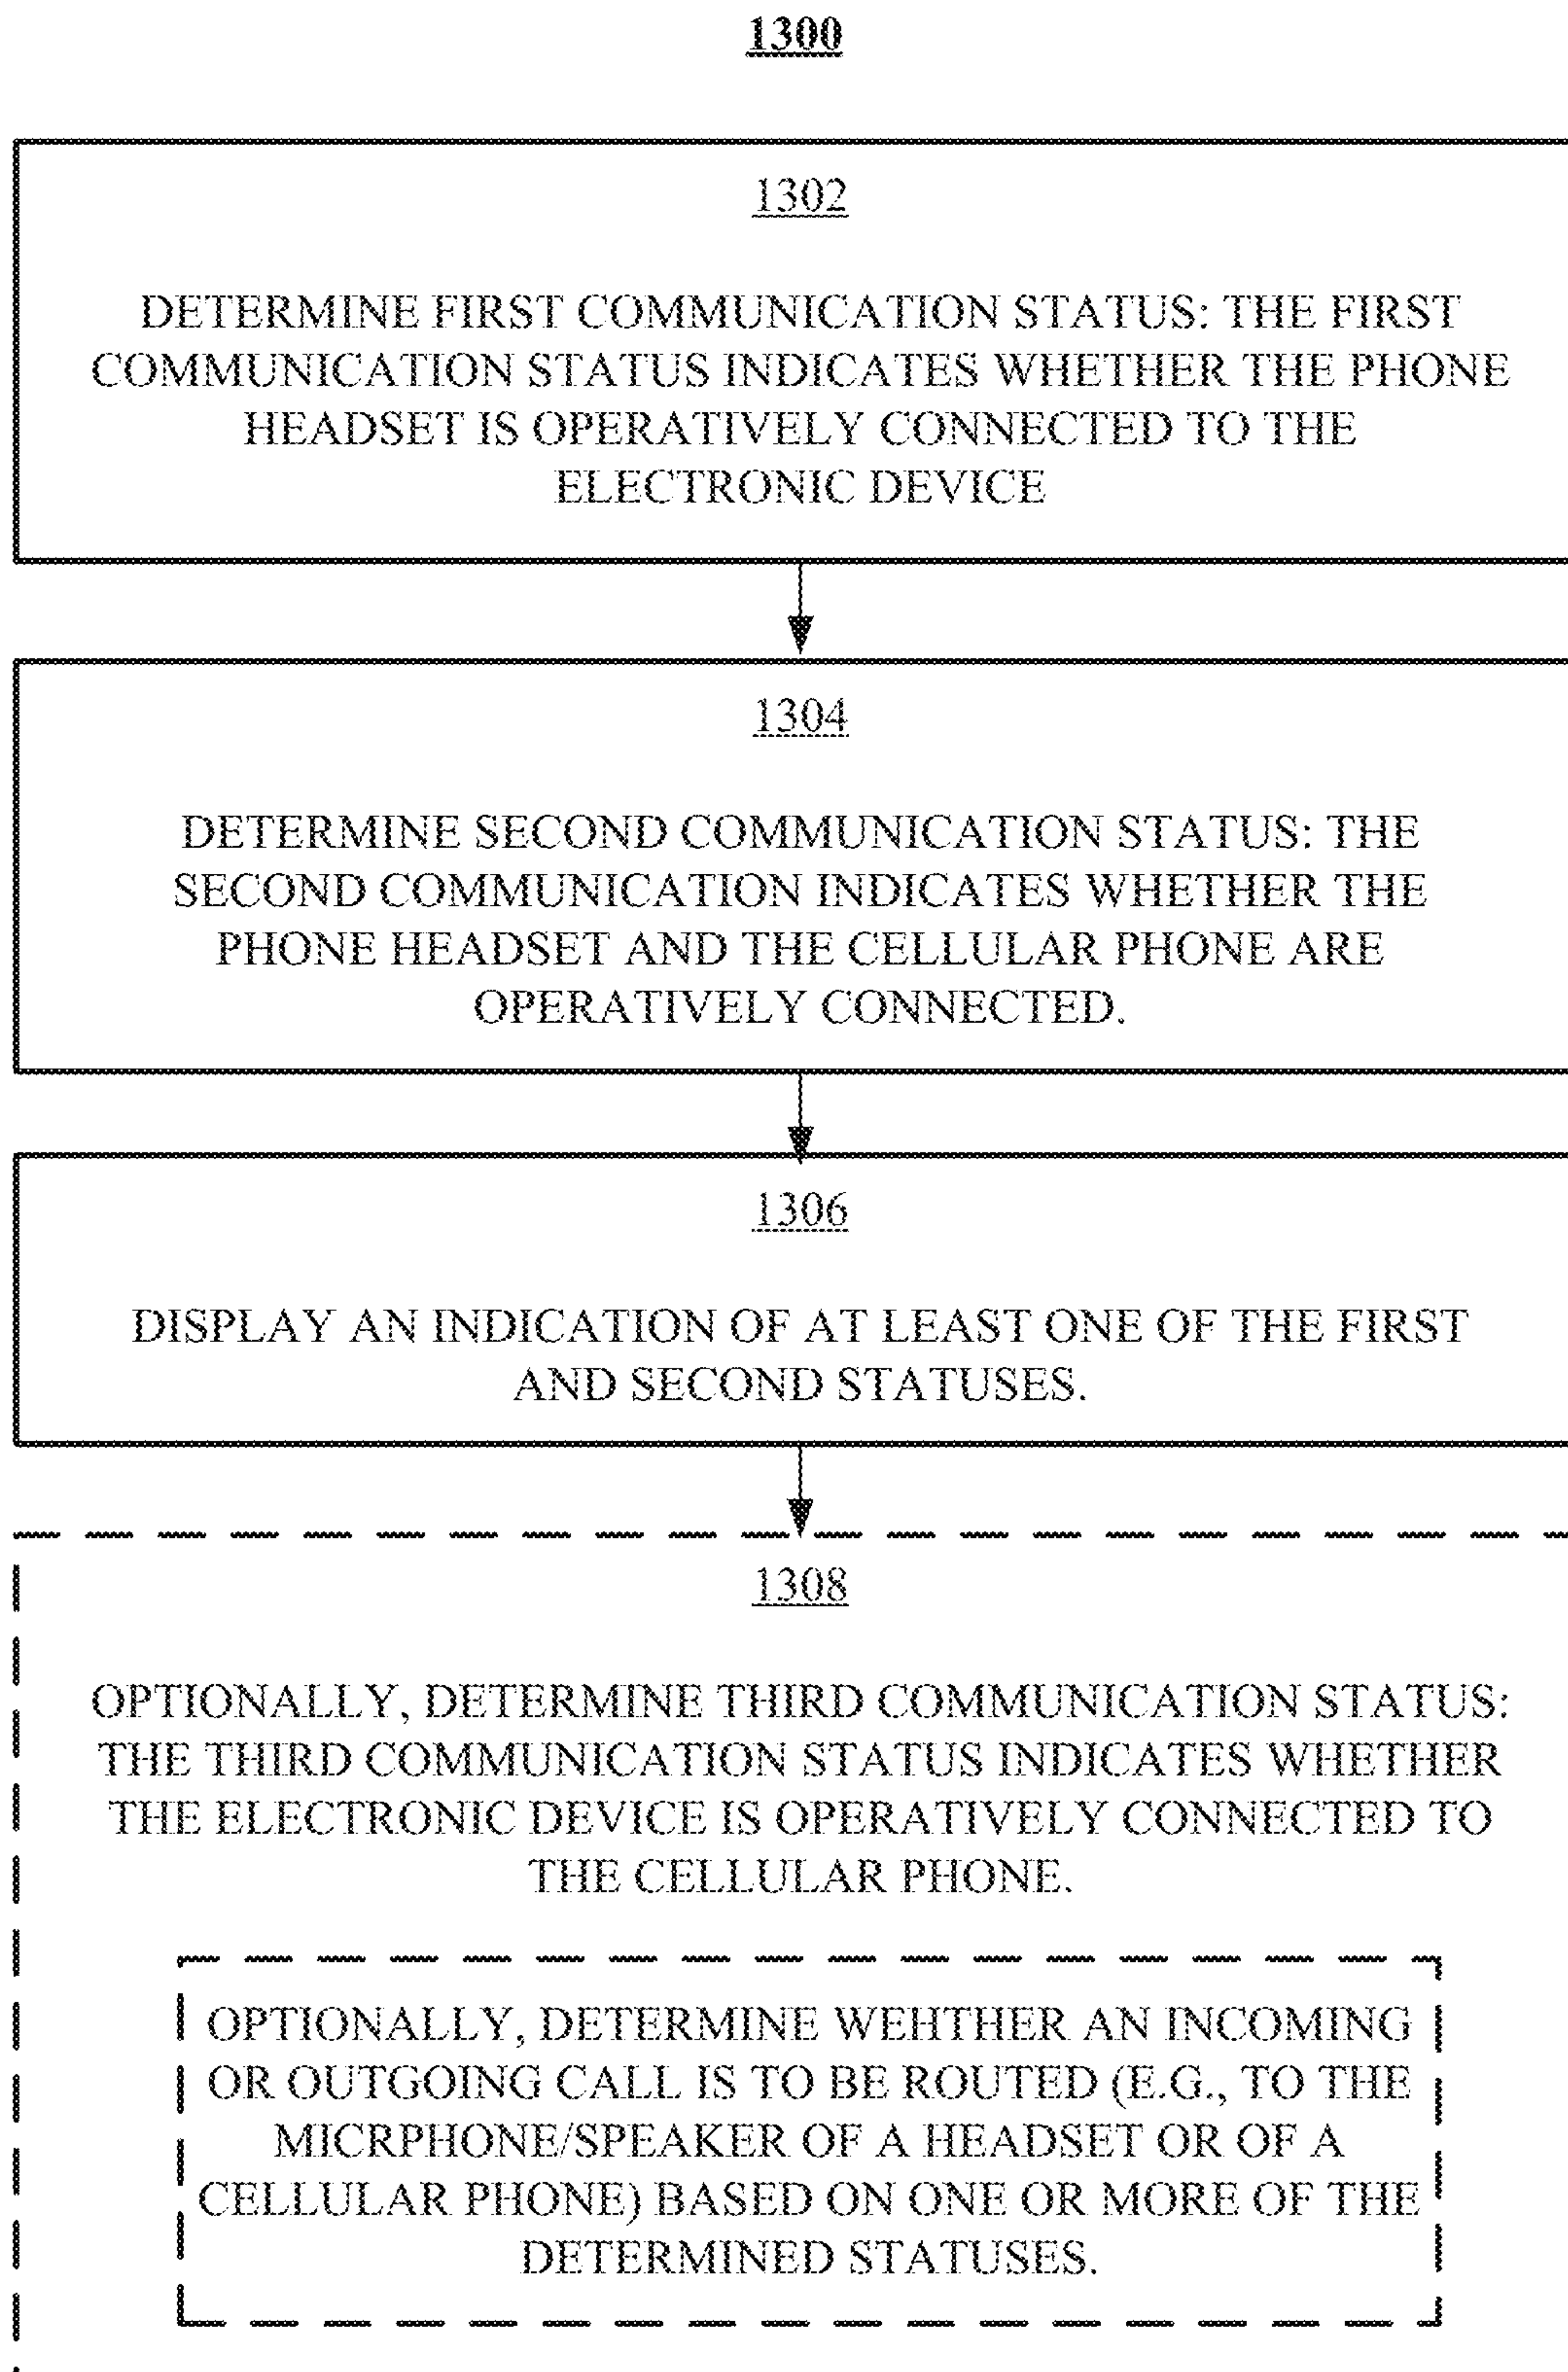 1300
1302
DETERMINE FIRST COMMUNICATION STATUS: THE FIRST
COMMUNICATION STATUS INDICATES WHETHER THE PHONE
HEADSET IS OPERATIVELY CONNECTED TO THE
ELECTRONIC DEVICE
1304
DETERMINE SECOND COMMUNICATION STATUS: THE
SECOND COMMUNICATION INDICATES WHETHER THE
PHONE HEADSET AND THE CELLULAR PHONE ARE
OPERATIVELY CONNECTED.
1306
DISPLAY AN INDICATION OF AT LEAST ONE OF THE FIRST
AND SECOND STATUSES.
1308
OPTIONALLY, DETERMINE THIRD COMMUNICATION STATUS:
THE THIRD COMMUNICATION STATUS INDICATES WHETHER
THE ELECTRONIC DEVICE IS OPERATIVELY CONNECTED TO
THE CELLULAR PHONE.
OPTIONALLY, DETERMINE WEHTHER AN INCOMING
OR OUTGOING CALL IS TO BE ROUTED (E.G., TO THE
MICRPHONE/SPEAKER OF A HEADSET OR OF A
CELLULAR PHONE) BASED ON ONE OR MORE OF THE
DETERMINED STATUSES.